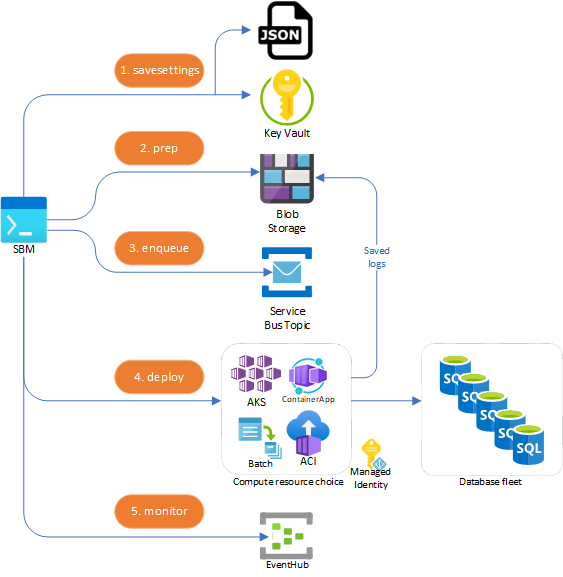 JSON
1. savesettings
Key Vault
2. prep
Blob
Storage
SBM
3. enqueue
Saved
logs
Service
Bus Topic
4. deploy
AKS
ContainerApp
Batch
ACI
Compute resource choice
Managed
Identity
SQL
SQL
SQL
SQL
SQL
Database fleet
5. monitor
EventHub